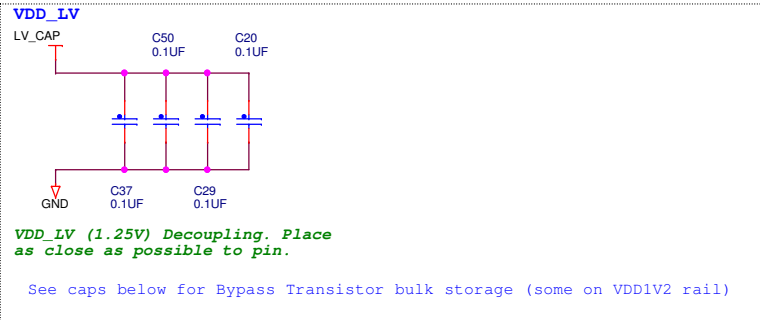 VDD_LV
LV_CAP
C50
0.1UF
C20
0.1UF
C37
0.1UF
C29
0.1UF
GND
VDD_LV (1.25V) Decoupling. Place
as close as possible to pin.
See caps below for Bypass Transistor bulk storage (some on VDD1V2 rail)